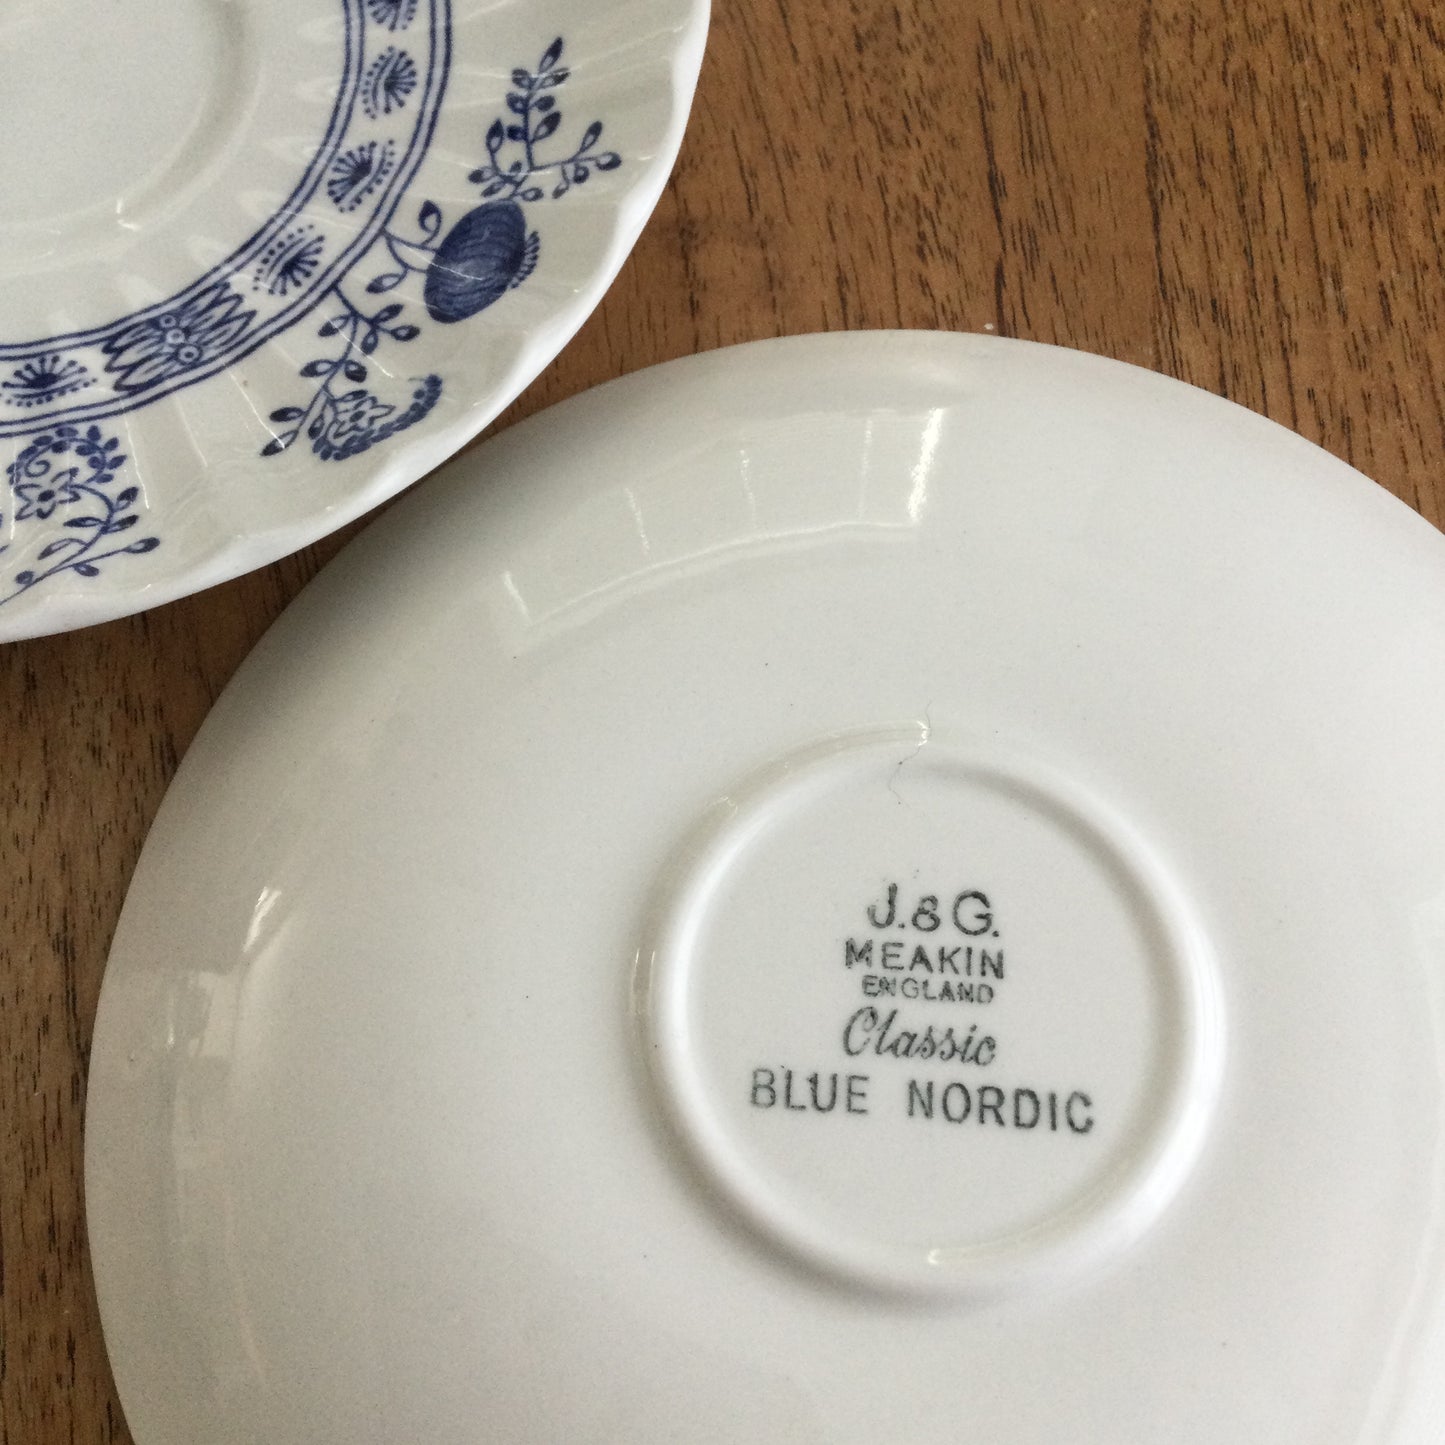 J.&G.
MEAKIN
ENGLAND
Classic
BLUE NORDIC